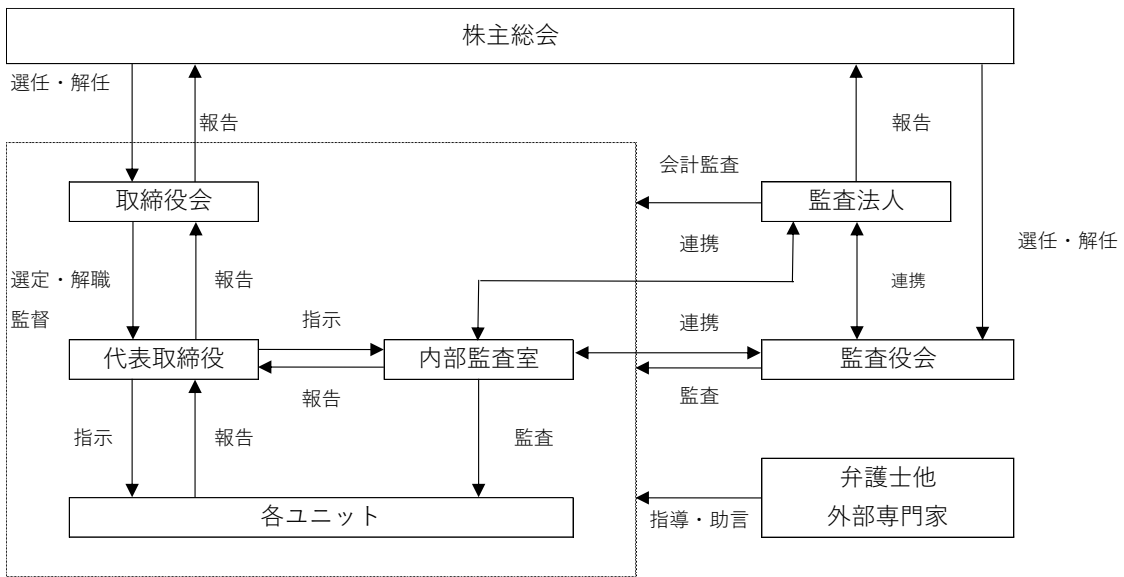 株主総会
選任・解任
報告
報告
会計監査
取締役会
監査法人
連携
選任・解任
選定・解職
報告
連携
監督
指示
連携
代表取締役
内部監査室
監査役会
報告
監査
指示
報告
監査
弁護士他
外部専門家
各ユニット
指導・助言